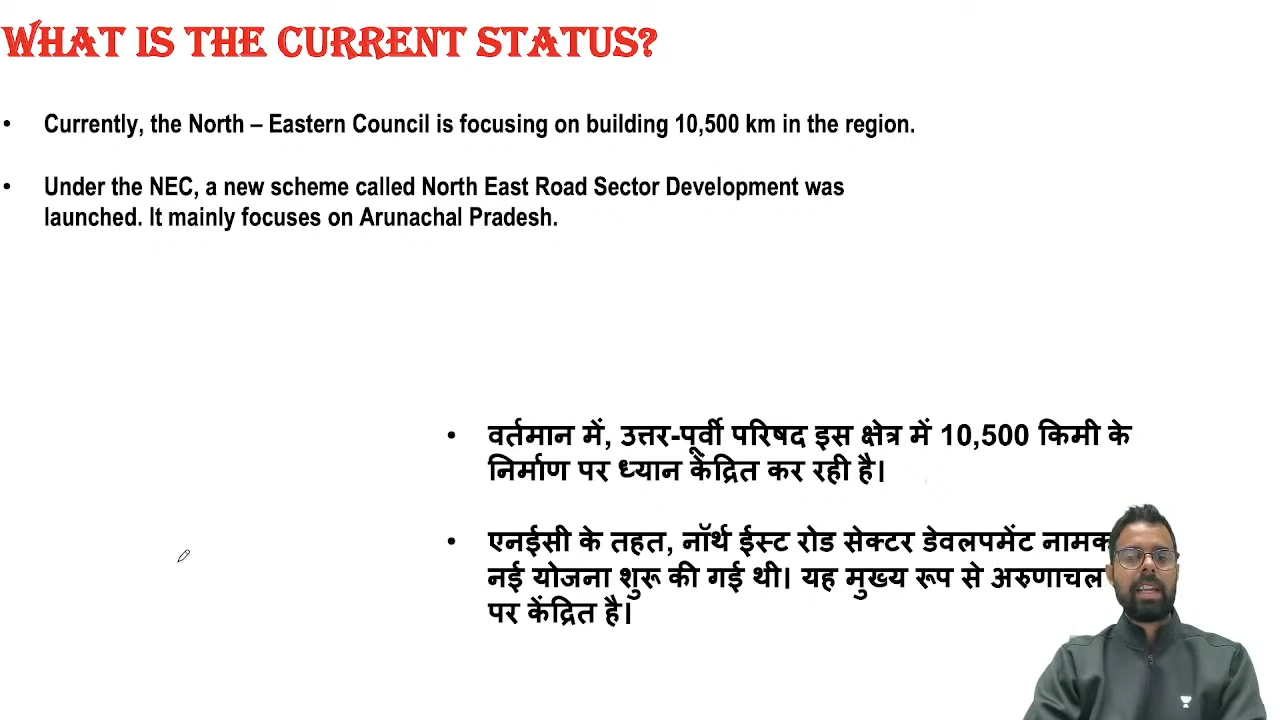 WHAT IS THE CURRENT STATUS?
• Currently, the North – Eastern Council is focusing on building 10,500 km in the region.
• Under the NEC, a new scheme called North East Road Sector Development was
launched. It mainly focuses on Arunachal Pradesh.
• वर्तमान में, उत्तर-पूर्वी परिषद इस क्षेत्र में 10,500 किमी के
निर्माण पर ध्यान केंद्रित कर रही है।
• एनईसी के तहत, नॉर्थ ईस्ट रोड सेक्टर डेवलपमेंट नामक
नई योजना शुरू की गई थी। यह मुख्य रूप से अरुणाचल
पर केंद्रित है।